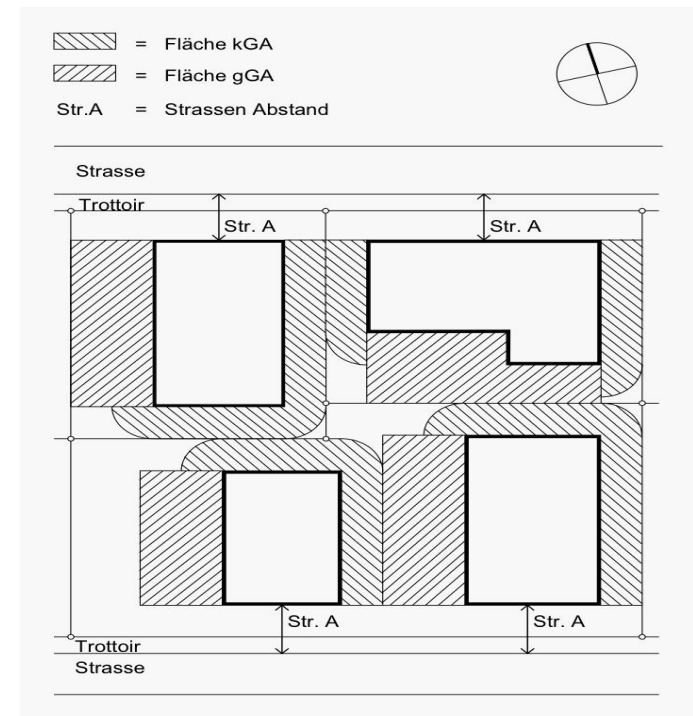 = Fläche kGA
= Fläche gGA
Str.A = Strassen Abstand
Strasse
Trottoir
Str. A
Str. A
Str. A
Str. A
Trottoir
Strasse